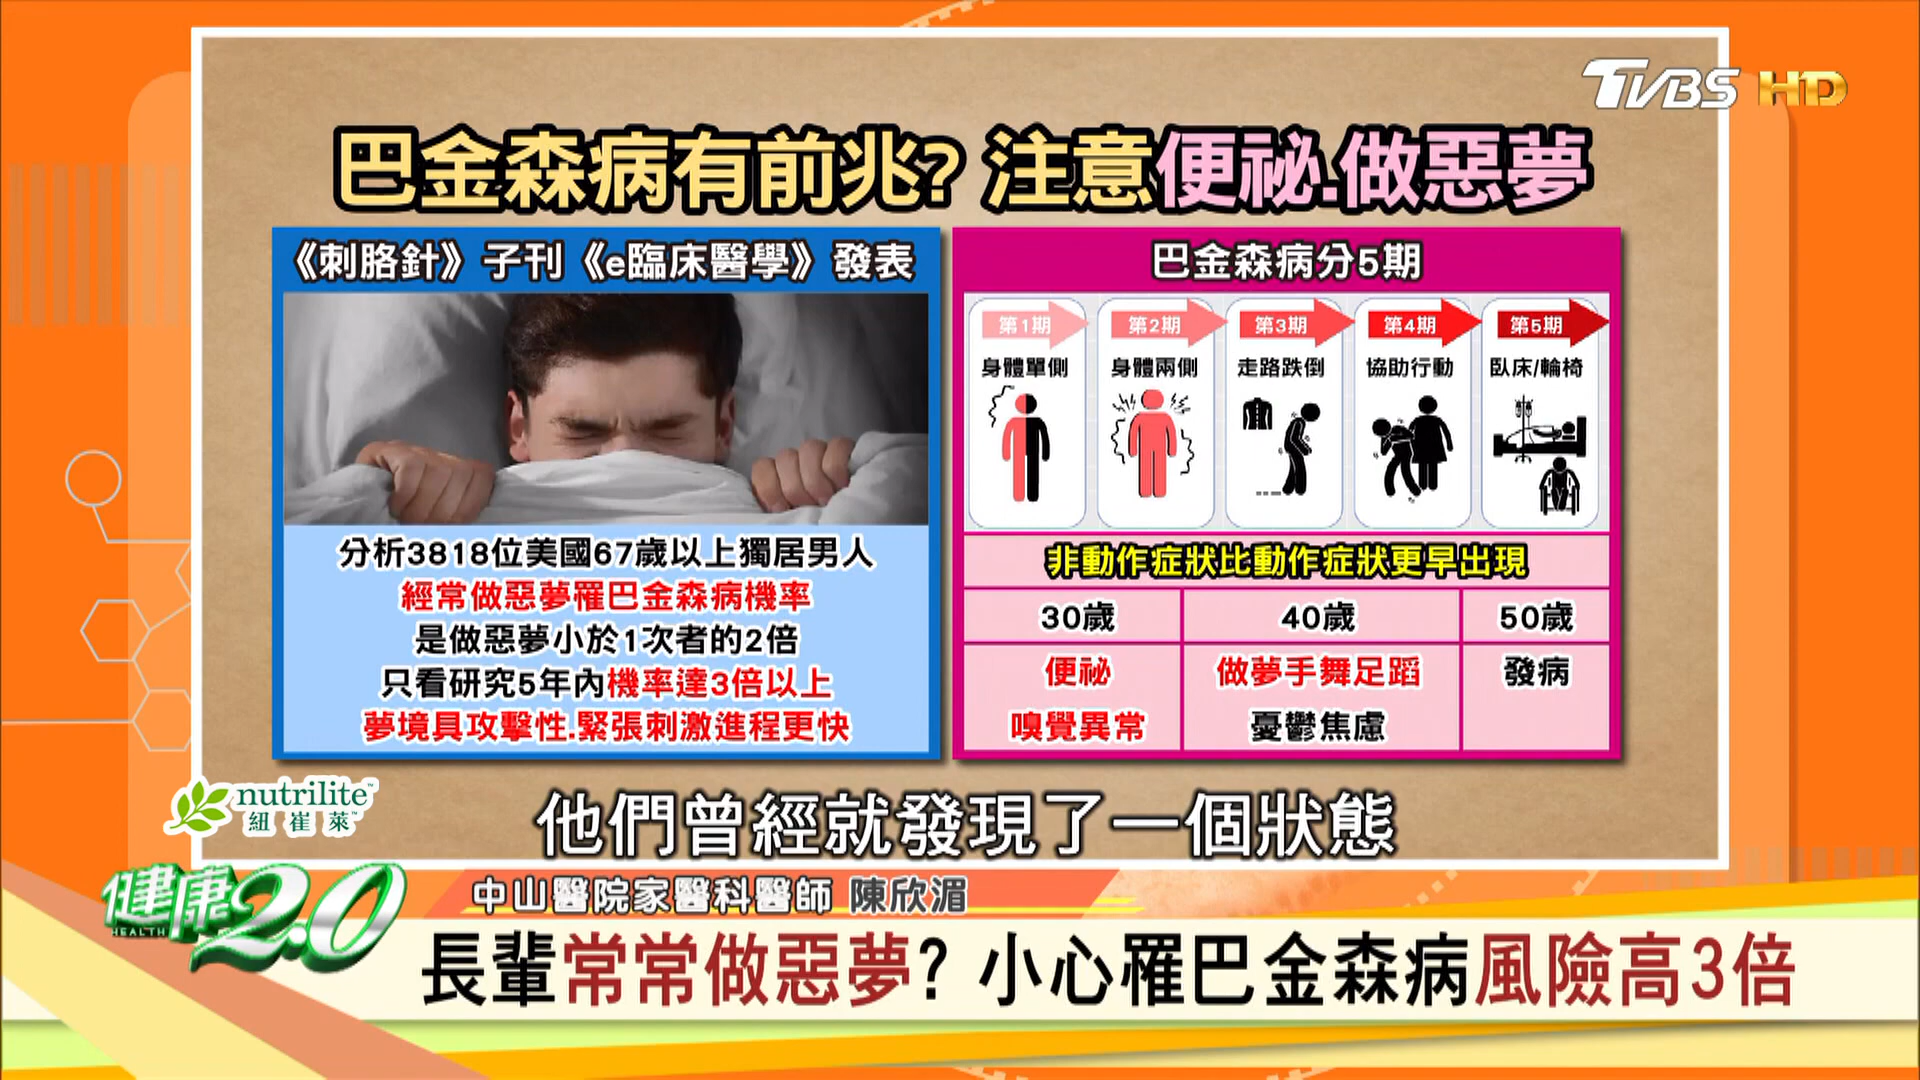 TVBS HD
巴金森病有前兆? 注意便祕.做惡夢
《刺胳針》子刊《e臨床醫學》發表
分析3818位美國67歲以上獨居男人
經常做惡夢罹巴金森病機率
是做惡夢小於1次者的2倍
只看研究5年內機率達3倍以上
夢境具攻擊性.緊張刺激進程更快
巴金森病分5期
第1期 第2期 第3期 第4期 第5期
身體單側 身體兩側 走路跌倒 協助行動 臥床/輪椅
非動作症狀比動作症狀更早出現
30歲 40歲 50歲
便祕 做夢手舞足蹈 發病
嗅覺異常 憂鬱焦慮
nutrilite™
紐崔萊™
他們曾經就發現了一個狀態
健康2.0
HEALTH
中山醫院家醫科醫師 陳欣湄
長輩常常做惡夢? 小心罹巴金森病風險高3倍